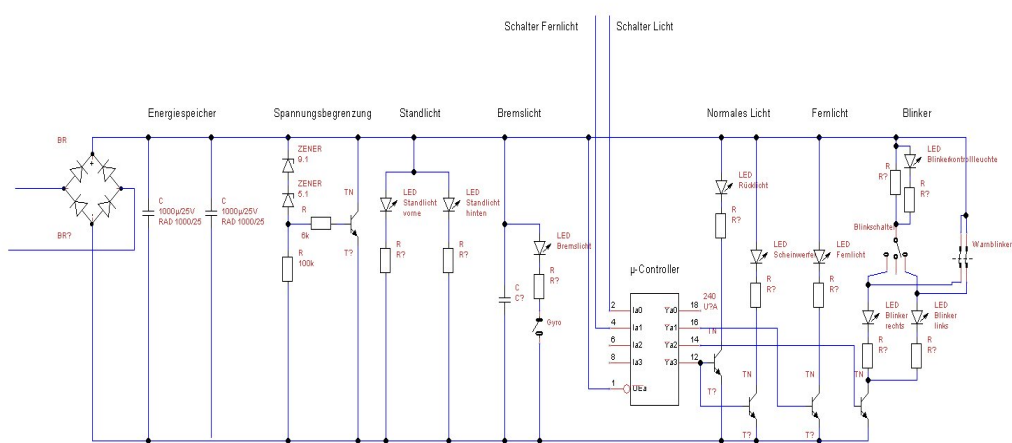 Schalter Fernlicht
Schalter Licht
Energiespeicher
Spannungsbegrenzung
Standlicht
Bremslicht
Normales Licht
Fernlicht
Blinker
BR
BR?
C
1000µ/25V
RAD 1000/25
C
1000µ/25V
RAD 1000/25
ZENER
9.1
ZENER
5.1
R
6k
R
100k
TN
T?
LED
Standlicht
vorne
R
R?
LED
Standlicht
hinten
R
R?
C
C?
LED
Bremslicht
R
R?
Gyro
µ-Controller
2
Ia0
4
Ia1
6
Ia2
8
Ia3
1
OEa
Ya0
18
Ya1
16
Ya2
14
Ya3
12
240
U?A
TN
T?
LED
Rücklicht
R
R?
LED
Scheinwerfer
R
R?
TN
T?
LED
Fernlicht
R
R?
TN
T?
R
R?
LED
Blinkerkontrollleuchte
R
R?
Blinkschalter
Warnblinker
LED
Blinker
rechts
R
R?
LED
Blinker
links
R
R?
TN
T?